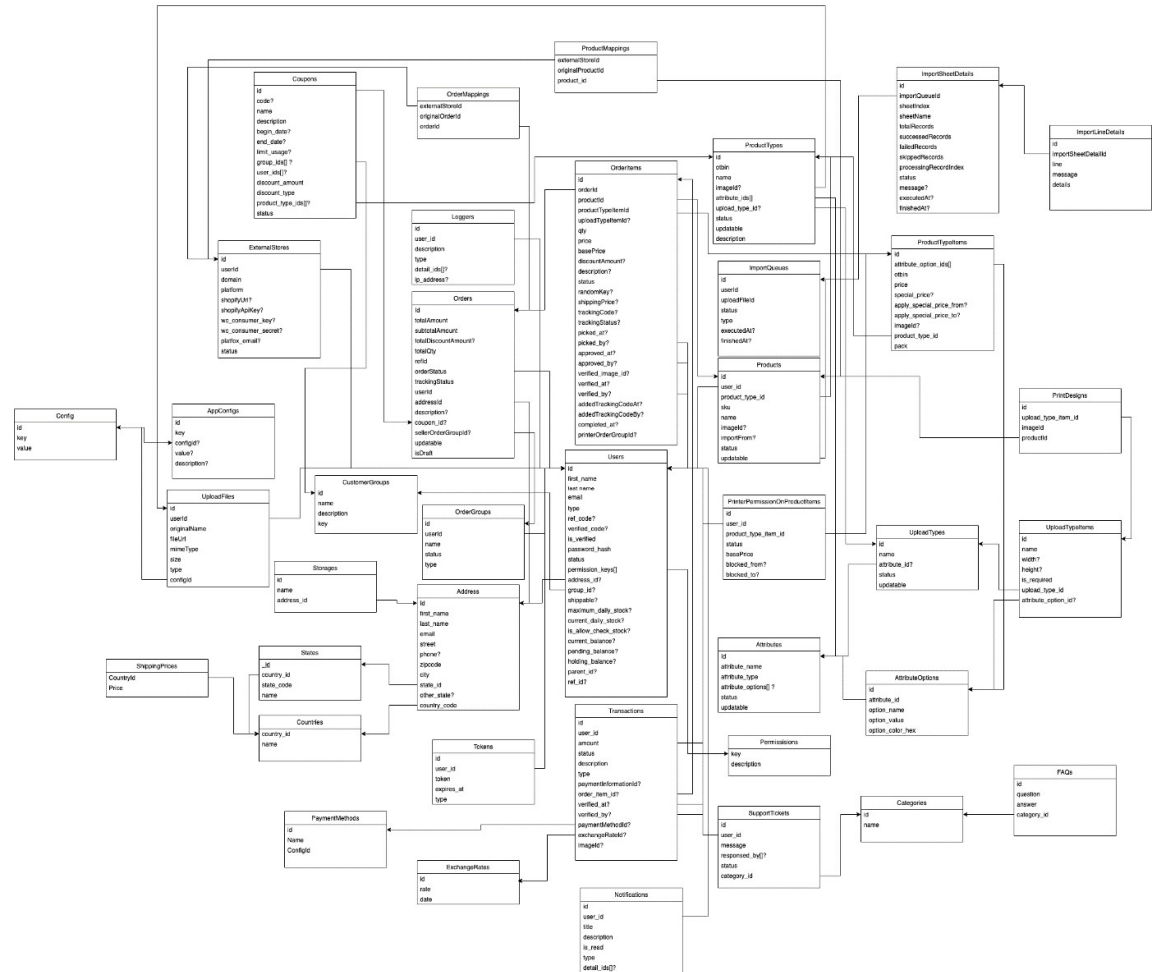 ProductMappings
externalStoreId
originalProductId
product_id
Coupons
id
code?
name
description
begin_date?
end_date?
limit_usage?
group_ids[] ?
user_ids[]?
discount_amount
discount_type
product_type_ids[]?
status
OrderMappings
externalStoreId
originalOrderId
orderId
ImportSheetDetails
id
importQueueId
sheetIndex
sheetName
totalRecords
successedRecords
failedRecords
skippedRecords
processingRecordIndex
status
message?
executedAt?
finishedAt?
ImportLineDetails
id
importSheetDetailId
line
message
details
ProductTypes
id
otbin
name
imageId?
attribute_ids[]
upload_type_id?
status
updatable
description
OrderItems
id
orderId
productId
productTypeItemId
uploadTypeItemId?
qty
price
basePrice
discountAmount?
description?
status
randomKey?
shippingPrice?
trackingCode?
trackingStatus?
picked_at?
picked_by?
approved_at?
approved_by?
verified_image_id?
verified_at?
verified_by?
addedTrackingCodeAt?
addedTrackingCodeBy?
completed_at?
printerOrderGroupId?
Loggers
id
user_id
description
type
detail_ids[]?
ip_address?
ExternalStores
id
userId
domain
platform
shopifyUrl?
shopifyApiKey?
wc_consumer_key?
wc_consumer_secret?
platfox_email?
status
ProductTypeItems
id
attribute_option_ids[]
otbin
price
special_price?
apply_special_price_from?
apply_special_price_to?
imageId?
product_type_id
pack
ImportQueues
id
userId
uploadFileId
status
type
executedAt?
finishedAt?
Orders
id
totalAmount
subtotalAmount
totalDiscountAmount?
totalQty
refId
orderStatus
trackingStatus
userId
addressId
description?
coupon_id?
sellerOrderGroupId?
updatable
isDraft
Products
id
user_id
product_type_id
sku
name
imageId?
importFrom?
status
updatable
PrintDesigns
id
upload_type_item_id
imageId
productId
Config
id
key
value
AppConfigs
id
key
configId?
value?
description?
Users
id
first_name
last_name
email
type
ref_code?
verified_code?
is_verified
password_hash
status
permission_keys[]
address_id?
group_id?
shippable?
maximum_daily_stock?
current_daily_stock?
is_allow_check_stock?
current_balance?
pending_balance?
holding_balance?
parent_id?
ref_id?
CustomerGroups
id
name
description
key
UploadFiles
id
userId
originalName
fileUrl
mimeType
size
type
configId
OrderGroups
id
userId
name
status
type
PrinterPermissionOnProductItems
id
user_id
product_type_item_id
status
basePrice
blocked_from?
blocked_to?
UploadTypes
id
name
attribute_id?
status
updatable
UploadTypeItems
id
name
width?
height?
is_required
upload_type_id
attribute_option_id?
Storages
id
name
address_id
Address
id
first_name
last_name
email
street
phone?
zipcode
city
state_id
other_state?
country_code
States
_id
country_id
state_code
name
Attributes
id
attribute_name
attribute_type
attribute_options[] ?
status
updatable
ShippingPrices
CountryId
Price
AttributeOptions
id
attribute_id
option_name
option_value
option_color_hex
Countries
country_id
name
Transactions
id
user_id
amount
status
description
type
paymentInformationId?
order_item_id?
verified_at?
verified_by?
paymentMethodId?
exchangeRateId?
imageId?
Permissisions
key
description
Tokens
id
user_id
token
expires_at
type
FAQs
id
question
answer
category_id
Categories
id
name
PaymentMethods
id
Name
ConfigId
SupportTickets
id
user_id
message
responsed_by[]?
status
category_id
ExchangeRates
id
rate
date
Notifications
id
user_id
title
description
is_read
type
detail_ids[]?